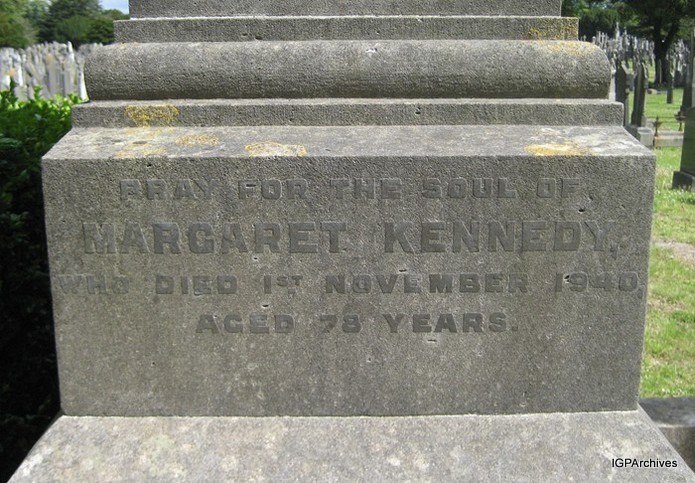 PRAY FOR THE SOUL OF
MARGARET KENNEDY,
WHO DIED 1ST NOVEMBER 1940,
AGED 78 YEARS.
IGPArchives